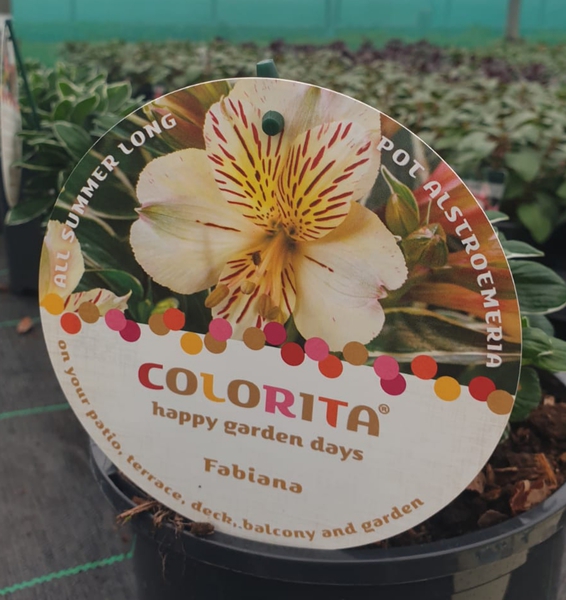 ALL SUMMER LONG
POT ALSTROEMERIA
COLORITA®
happy garden days
Fabiana
on your patio, terrace, deck, balcony and garden